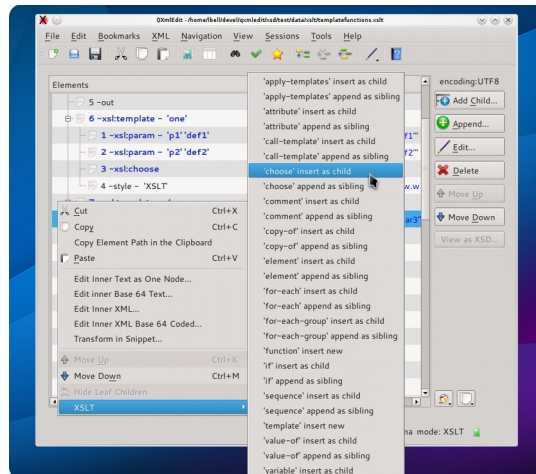 QXmlEdit - /home/lbell/devel/qxmledit/xsd/test/data/xslt/templatefunctions.xslt
File Edit Bookmarks XML Navigation View Sessions Tools Help
Elements
encoding:UTF8
5 -out
6 -xsl:template - 'one'
1 -xsl:param - 'p1''def1'
2 -xsl:param - 'p2''def2'
3 -xsl:choose
4 -style - 'XSLT'
Cut Ctrl+X
Copy Ctrl+C
Copy Element Path in the Clipboard
Paste Ctrl+V
Edit Inner Text as One Node...
Edit inner Base 64 Text...
Edit Inner XML...
Edit Inner XML Base 64 Coded...
Transform in Snippet...
Move Up Ctrl+K
Move Down Ctrl+M
Hide Leaf Children
XSLT
'apply-templates' insert as child
'apply-templates' append as sibling
'attribute' insert as child
'attribute' append as sibling
'call-template' insert as child
'call-template' append as sibling
'choose' insert as child
'choose' append as sibling
'comment' insert as child
'comment' append as sibling
'copy-of' insert as child
'copy-of' append as sibling
'element' insert as child
'element' append as sibling
'for-each' insert as child
'for-each' append as sibling
'for-each-group' insert as child
'for-each-group' append as sibling
'function' insert new
'if' insert as child
'if' append as sibling
'sequence' insert as child
'sequence' append as sibling
'template' insert new
'value-of' insert as child
'value-of' append as sibling
'variable' insert as child
f1'"
f2'"
w.w.
ar3"
Add Child...
Append...
Edit...
Delete
Move Up
Move Down
View as XSD...
na mode: XSLT